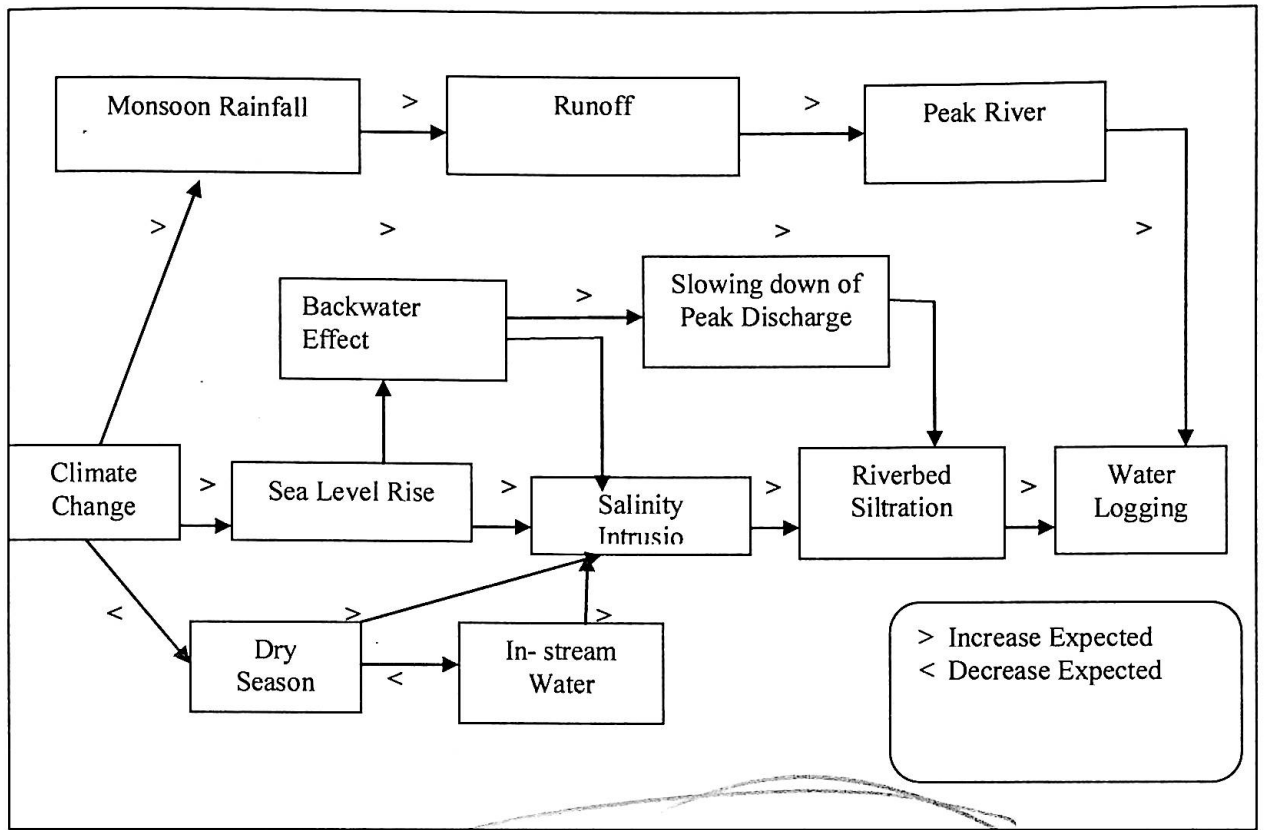 Monsoon Rainfall
>
Runoff
>
Peak River
>
>
>
>
Backwater
Effect
>
Slowing down of
Peak Discharge
Climate
Change
>
Sea Level Rise
>
Salinity
Intrusio
>
Riverbed
Siltration
>
Water
Logging
<
>
Dry
Season
<
In- stream
Water
>
> Increase Expected
< Decrease Expected